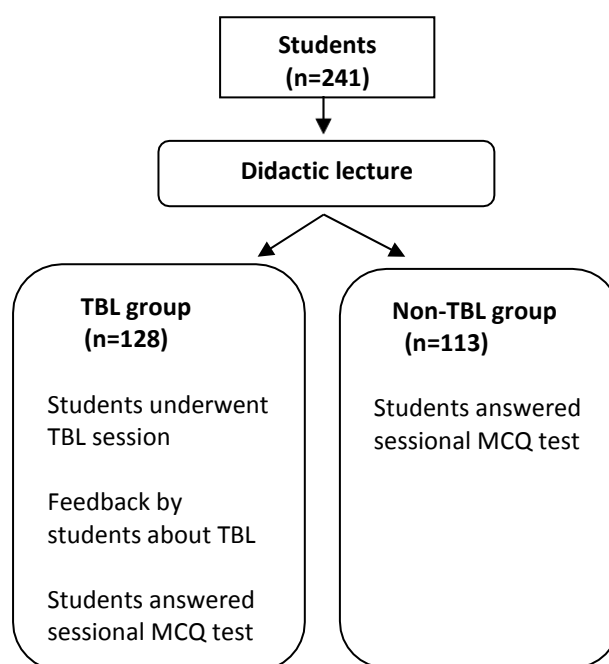 Students
(n=241)
Didactic lecture
TBL group
(n=128)
Students underwent
TBL session
Feedback by
students about TBL
Students answered
sessional MCQ test
Non-TBL group
(n=113)
Students answered
sessional MCQ test